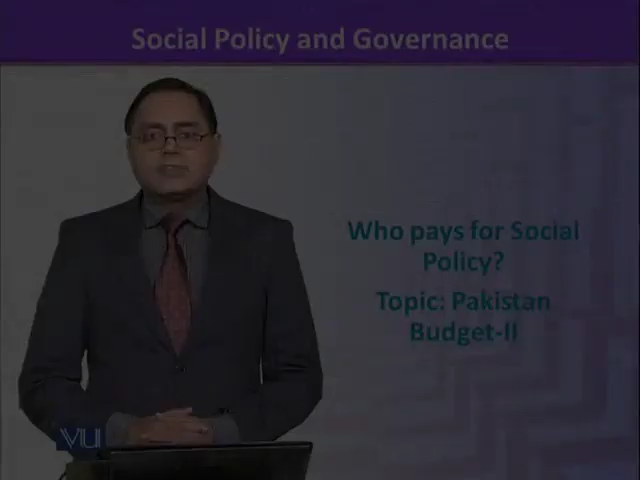 Social Policy and Governance
Who pays for Social
Policy?
Topic: Pakistan
Budget-II
VU